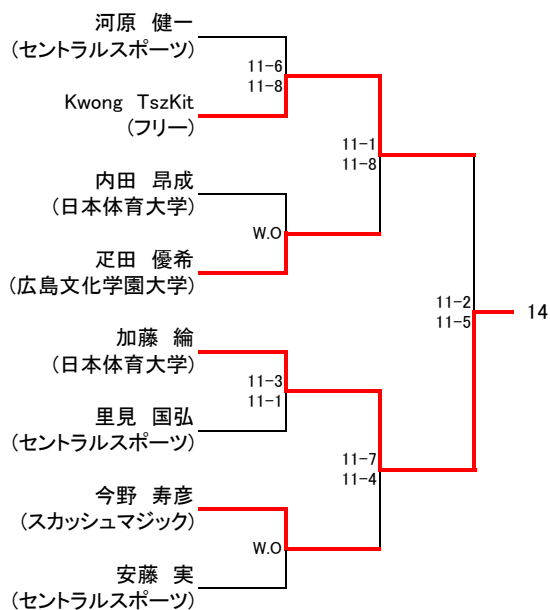 河原 健一
(セントラルスポーツ)
11-6
11-8
Kwong TszKit
(フリー)
11-1
11-8
内田 昂成
(日本体育大学)
W.O
疋田 優希
(広島文化学園大学)
11-2
11-5
14
加藤 綸
(日本体育大学)
11-3
11-1
里見 国弘
(セントラルスポーツ)
11-7
11-4
今野 寿彦
(スカッシュマジック)
W.O
安藤 実
(セントラルスポーツ)